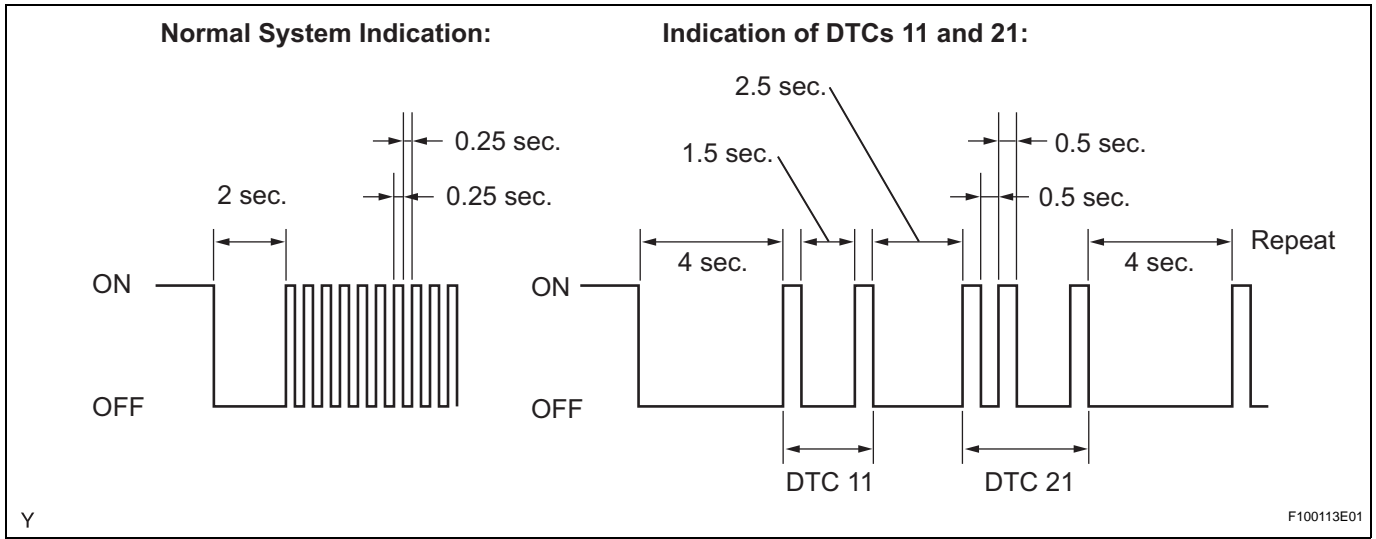 Normal System Indication:
Indication of DTCs 11 and 21:
2.5 sec.
0.25 sec.
1.5 sec.
0.5 sec.
2 sec.
0.25 sec.
0.5 sec.
4 sec.
4 sec.
Repeat
ON
ON
OFF
OFF
DTC 11
DTC 21
Y
F100113E01